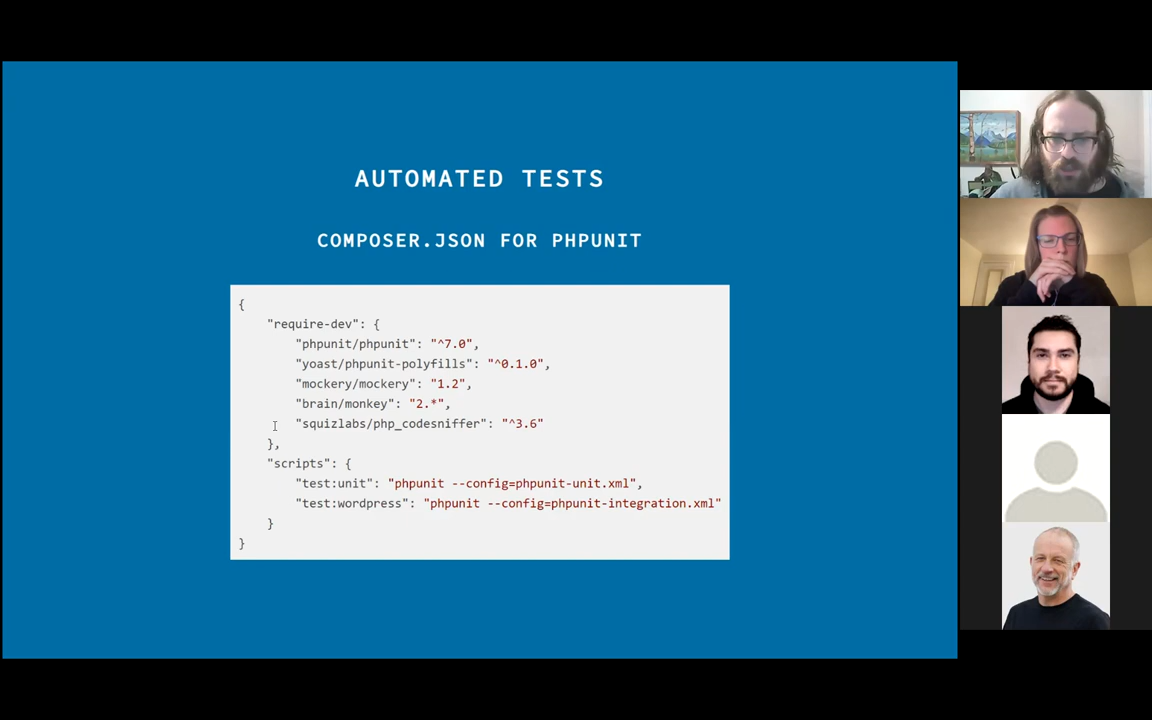 AUTOMATED TESTS
COMPOSER.JSON FOR PHPUNIT
{
"require-dev": {
"phpunit/phpunit": "^7.0",
"yoast/phpunit-polyfills": "^0.1.0",
"mockery/mockery": "1.2",
"brain/monkey": "2.*",
"squizlabs/php_codesniffer": "^3.6"
},
"scripts": {
"test:unit": "phpunit --config=phpunit-unit.xml",
"test:wordpress": "phpunit --config=phpunit-integration.xml"
}
}